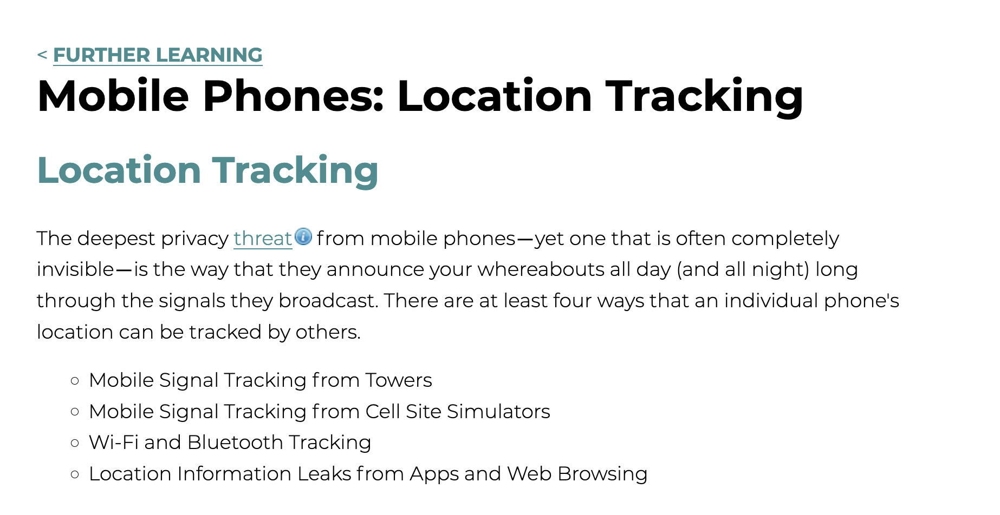 < FURTHER LEARNING
Mobile Phones: Location Tracking
Location Tracking
The deepest privacy threat from mobile phones—yet one that is often completely
invisible—is the way that they announce your whereabouts all day (and all night) long
through the signals they broadcast. There are at least four ways that an individual phone's
location can be tracked by others.
Mobile Signal Tracking from Towers
Mobile Signal Tracking from Cell Site Simulators
Wi-Fi and Bluetooth Tracking
Location Information Leaks from Apps and Web Browsing